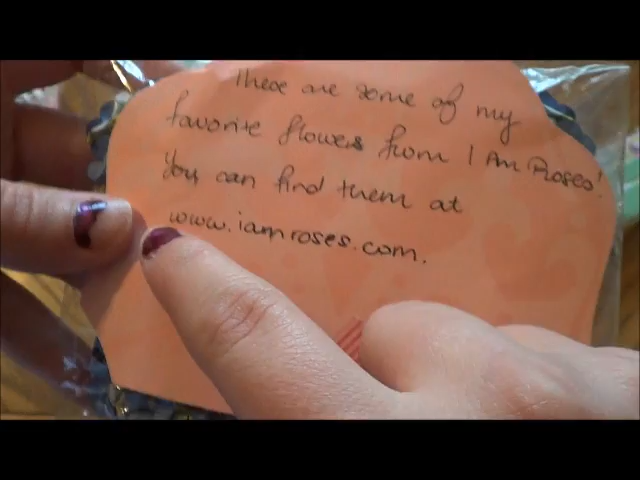 These are some of my
favorite flowers from I Am Roses!
You can find them at
www.iamroses.com.